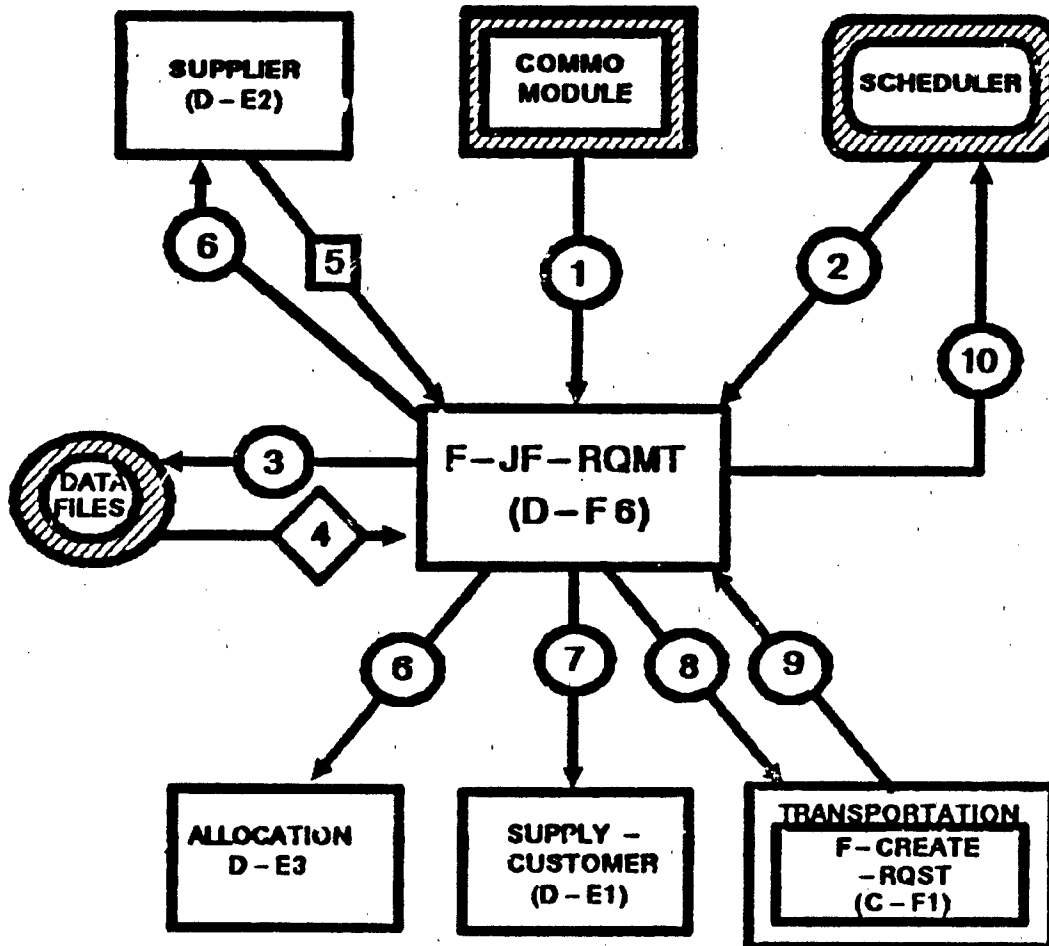 SUPPLIER
(D-E2)
COMMO
MODULE
SCHEDULER
6
5
1
2
10
3
F-JF-RQMT
(D-F6)
DATA
FILES
4
6
7
8
9
ALLOCATION
D-E3
SUPPLY-
CUSTOMER
(D-E1)
TRANSPORTATION
F-CREATE
-RQST
(C-F1)